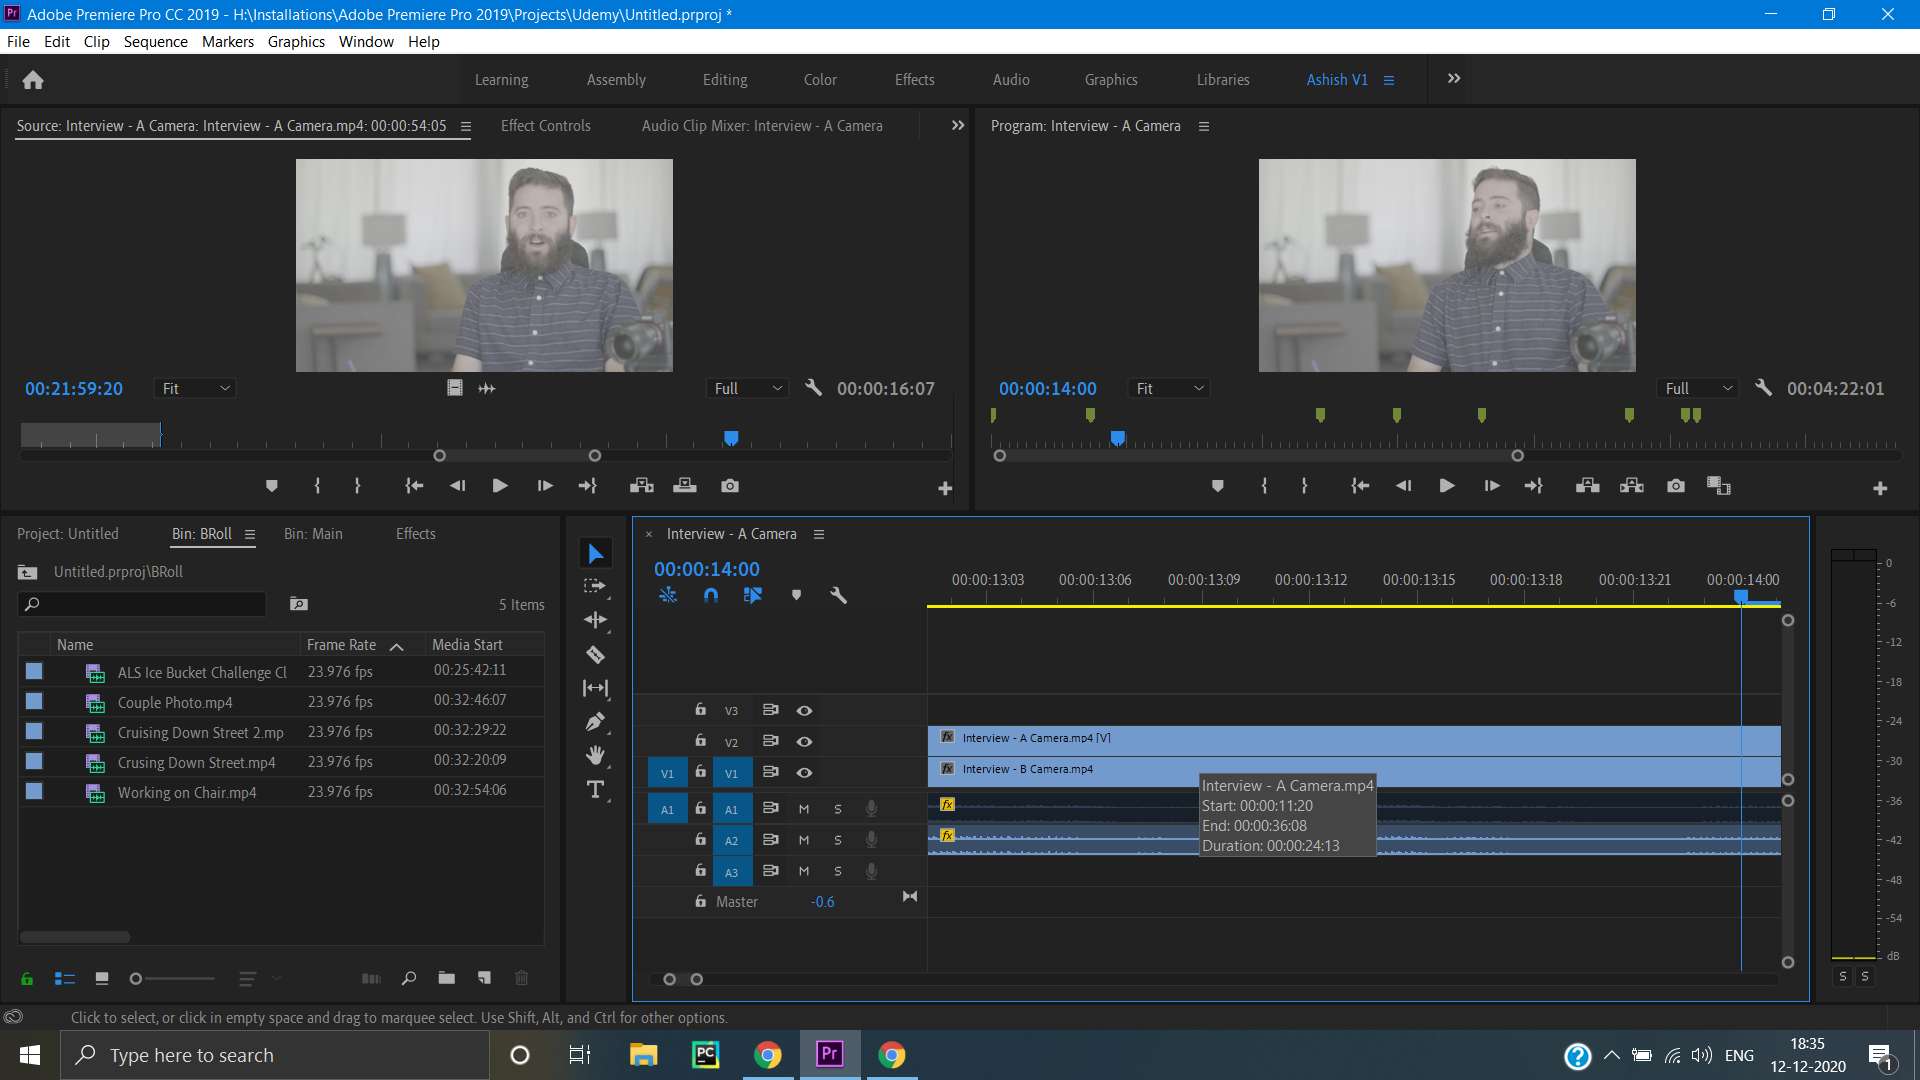 Pr Adobe Premiere Pro CC 2019 - H:\Installations\Adobe Premiere Pro 2019\Projects\Udemy\Untitled.prproj *
File Edit Clip Sequence Markers Graphics Window Help
Learning Assembly Editing Color Effects Audio Graphics Libraries Ashish V1
Source: Interview - A Camera: Interview - A Camera.mp4: 00:00:54:05 Effect Controls Audio Clip Mixer: Interview - A Camera
Program: Interview - A Camera
00:21:59:20 Fit Full 00:00:16:07
00:00:14:00 Fit Full 00:04:22:01
Project: Untitled Bin: BRoll Bin: Main Effects
Untitled.prproj\BRoll
5 Items
Name Frame Rate Media Start
ALS Ice Bucket Challenge Cl 23.976 fps 00:25:42:11
Couple Photo.mp4 23.976 fps 00:32:46:07
Cruising Down Street 2.mp 23.976 fps 00:32:29:22
Crusing Down Street.mp4 23.976 fps 00:32:20:09
Working on Chair.mp4 23.976 fps 00:32:54:06
× Interview - A Camera
00:00:14:00
00:00:13:03 00:00:13:06 00:00:13:09 00:00:13:12 00:00:13:15 00:00:13:18 00:00:13:21 00:00:14:00
V3
V2 fx Interview - A Camera.mp4 [V]
V1 V1 fx Interview - B Camera.mp4
A1 A1 M S fx
A2 M S fx
A3 M S
Master -0.6
Interview - A Camera.mp4
Start: 00:00:11:20
End: 00:00:36:08
Duration: 00:00:24:13
0
-6
-12
-18
-24
-30
-36
-42
-48
-54
dB
S S
Click to select, or click in empty space and drag to marquee select. Use Shift, Alt, and Ctrl for other options.
Type here to search
PC
Pr
ENG
18:35
12-12-2020
1